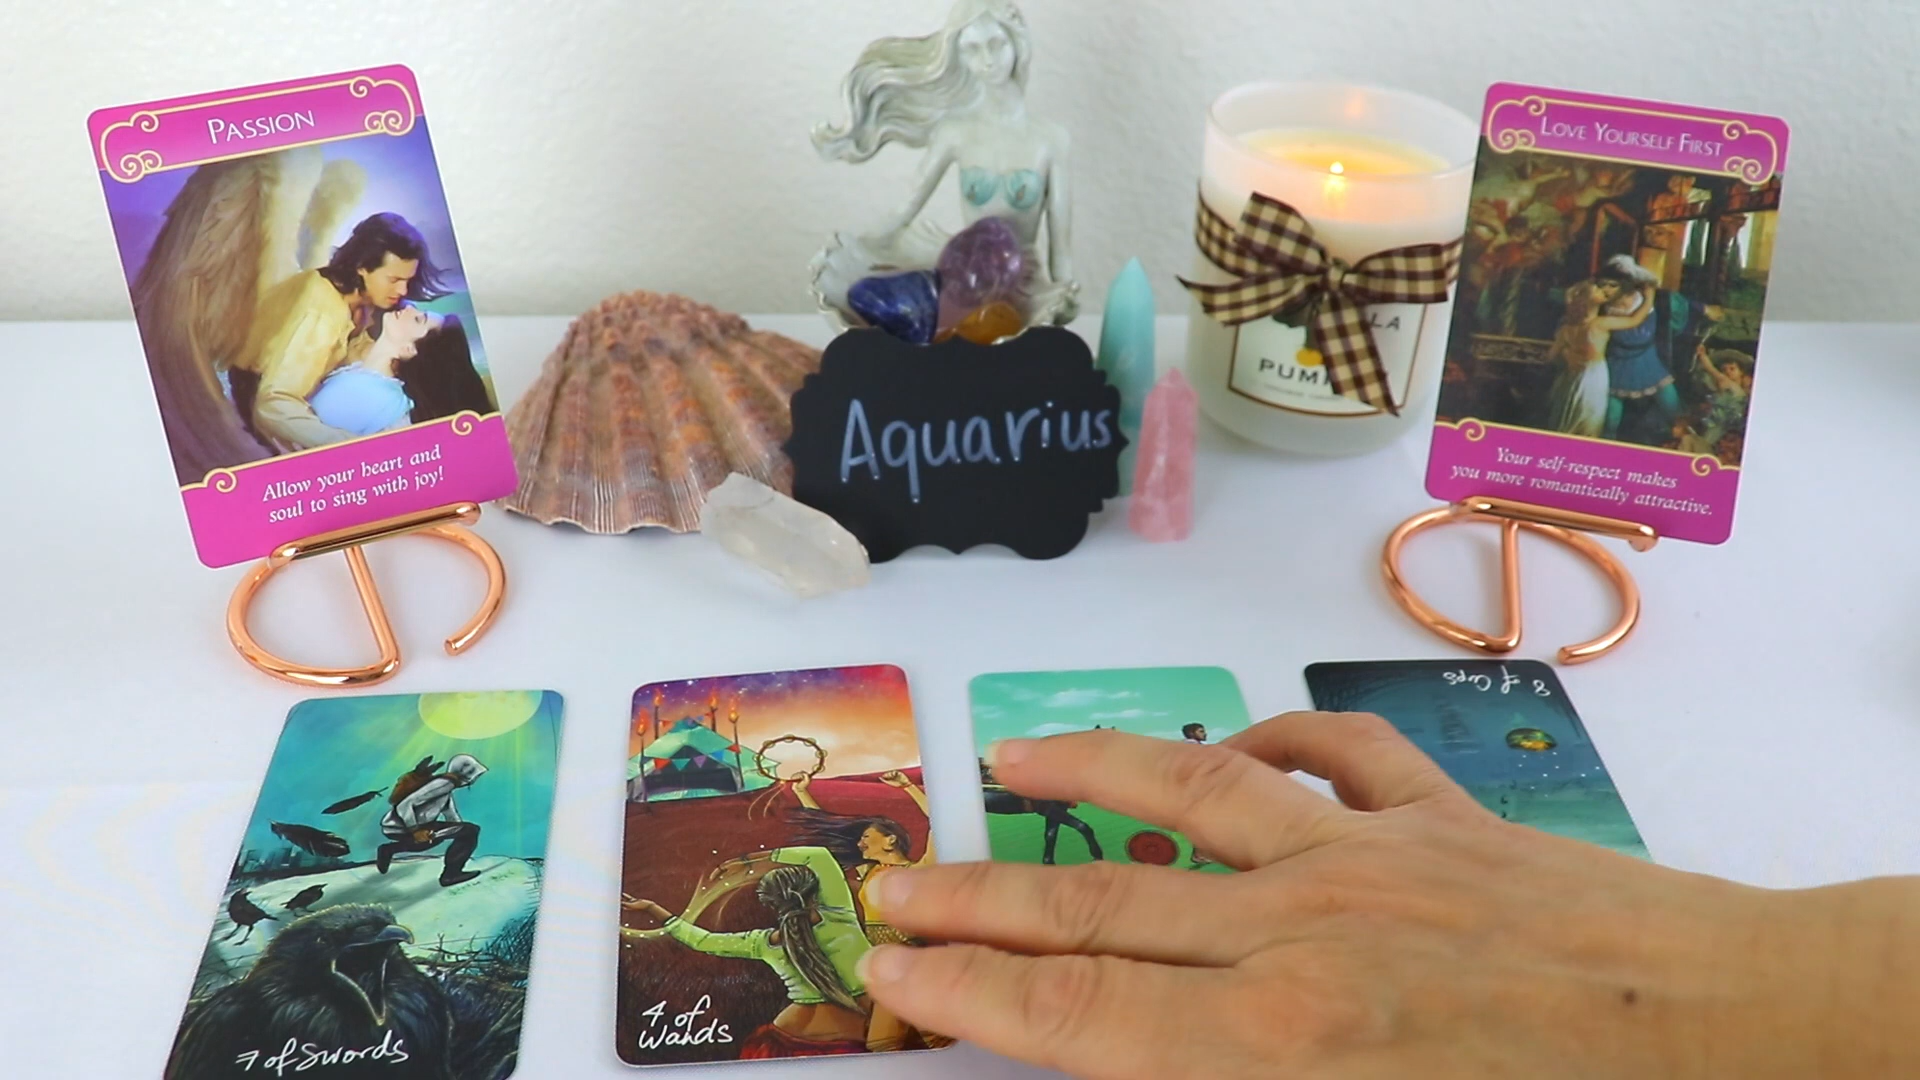 PASSION
Allow your heart and
soul to sing with joy!
Aquarius
LOVE YOURSELF FIRST
Your self-respect makes
you more romantically attractive.
7 of Swords
4 of
Wands
8 of Cups